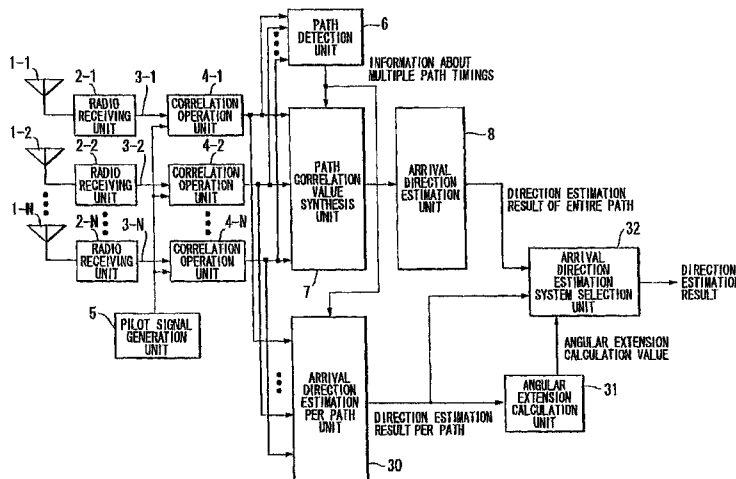 6
PATH
DETECTION
UNIT
INFORMATION ABOUT
MULTIPLE PATH TIMINGS
1-1
2-1
3-1
4-1
RADIO
RECEIVING
UNIT
CORRELATION
OPERATION
UNIT
8
1-2
2-2
3-2
4-2
RADIO
RECEIVING
UNIT
CORRELATION
OPERATION
UNIT
PATH
CORRELATION
VALUE
SYNTHESIS
UNIT
ARRIVAL
DIRECTION
ESTIMATION
UNIT
DIRECTION ESTIMATION
RESULT OF ENTIRE PATH
1-N
2-N
3-N
4-N
RADIO
RECEIVING
UNIT
CORRELATION
OPERATION
UNIT
7
32
ARRIVAL
DIRECTION
ESTIMATION
SYSTEM SELECTION
UNIT
DIRECTION
ESTIMATION
RESULT
5
PILOT SIGNAL
GENERATION
UNIT
ANGULAR EXTENSION
CALCULATION VALUE
ARRIVAL
DIRECTION
ESTIMATION
PER PATH
UNIT
DIRECTION ESTIMATION
RESULT PER PATH
ANGULAR
EXTENSION
CALCULATION
UNIT
31
30